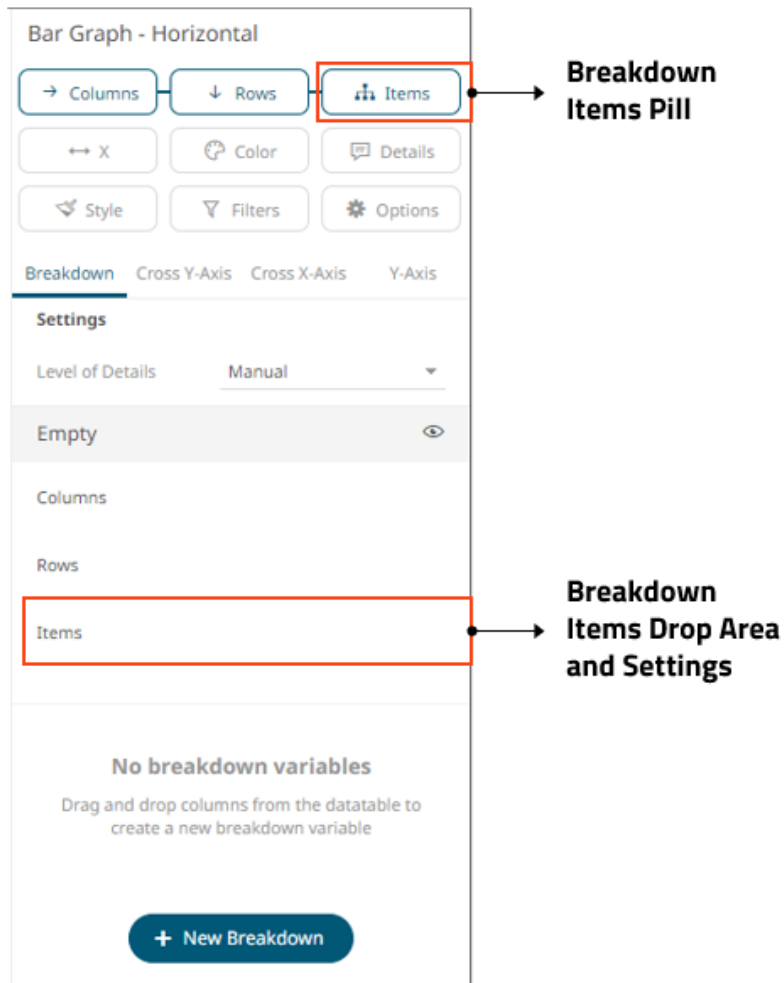 Bar Graph - Horizontal
Columns Rows Items
Breakdown
Items Pill
X Color Details
Style Filters Options
Breakdown Cross Y-Axis Cross X-Axis Y-Axis
Settings
Level of Details Manual
Empty
Columns
Rows
Items
Breakdown
Items Drop Area
and Settings
No breakdown variables
Drag and drop columns from the datatable to
create a new breakdown variable
+ New Breakdown